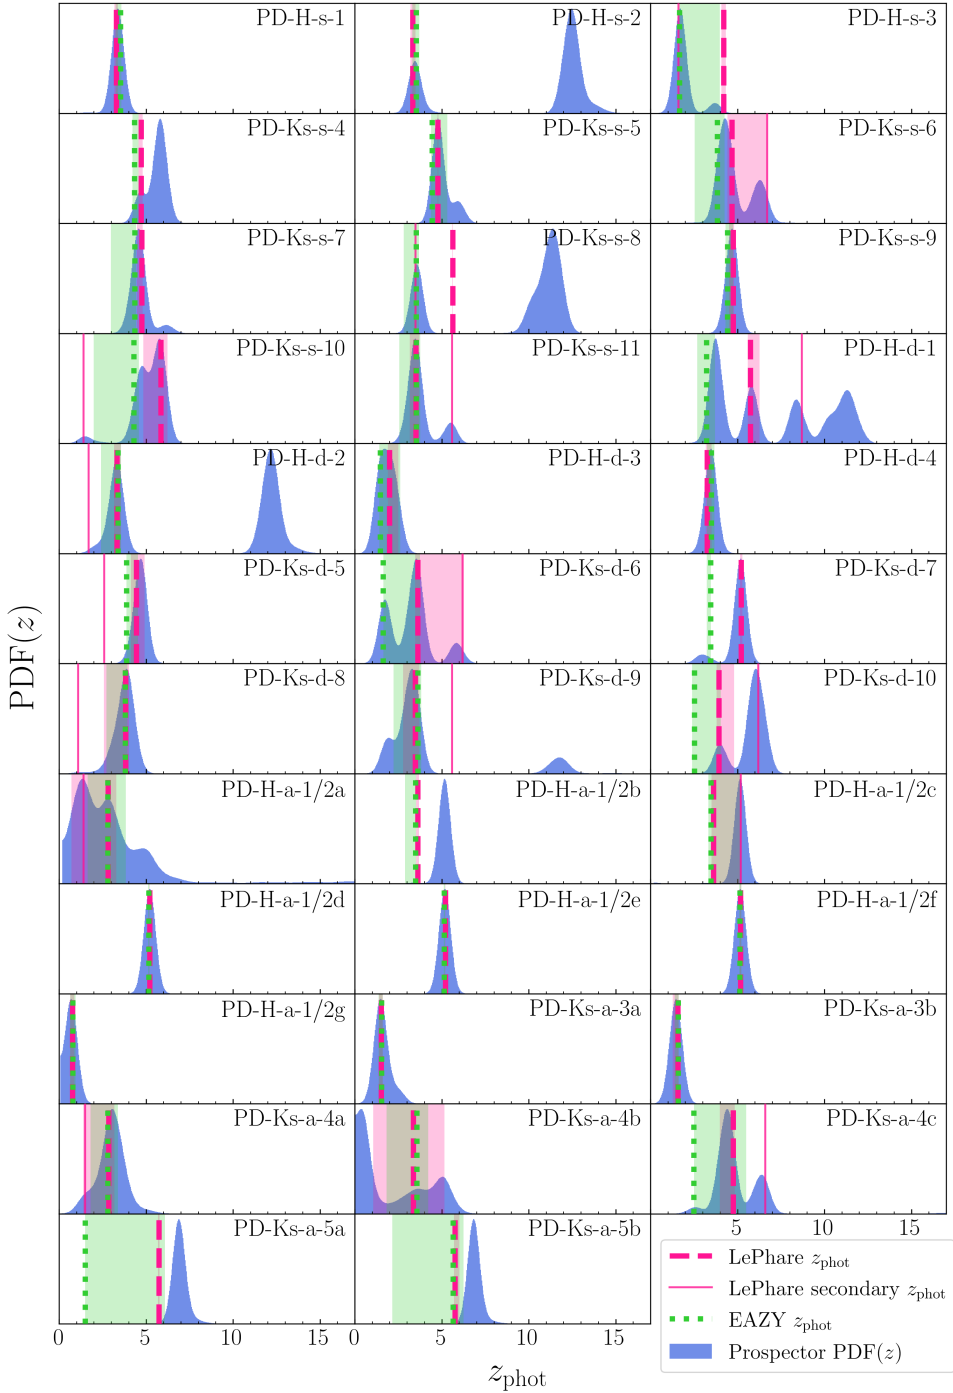 PD-H-s-1 PD-H-s-2 PD-H-s-3
PD-Ks-s-4 PD-Ks-s-5 PD-Ks-s-6
PD-Ks-s-7 PD-Ks-s-8 PD-Ks-s-9
PD-Ks-s-10 PD-Ks-s-11 PD-H-d-1
PD-H-d-2 PD-H-d-3 PD-H-d-4
PD-Ks-d-5 PD-Ks-d-6 PD-Ks-d-7
PDF(z)
PD-Ks-d-8 PD-Ks-d-9 PD-Ks-d-10
PD-H-a-1/2a PD-H-a-1/2b PD-H-a-1/2c
PD-H-a-1/2d PD-H-a-1/2e PD-H-a-1/2f
PD-H-a-1/2g PD-Ks-a-3a PD-Ks-a-3b
PD-Ks-a-4a PD-Ks-a-4b PD-Ks-a-4c
PD-Ks-a-5a PD-Ks-a-5b 5 10 15
0 5 10 15 0 5 10 15
z_phot
LePhare z_phot
LePhare secondary z_phot
EAZY z_phot
Prospector PDF(z)